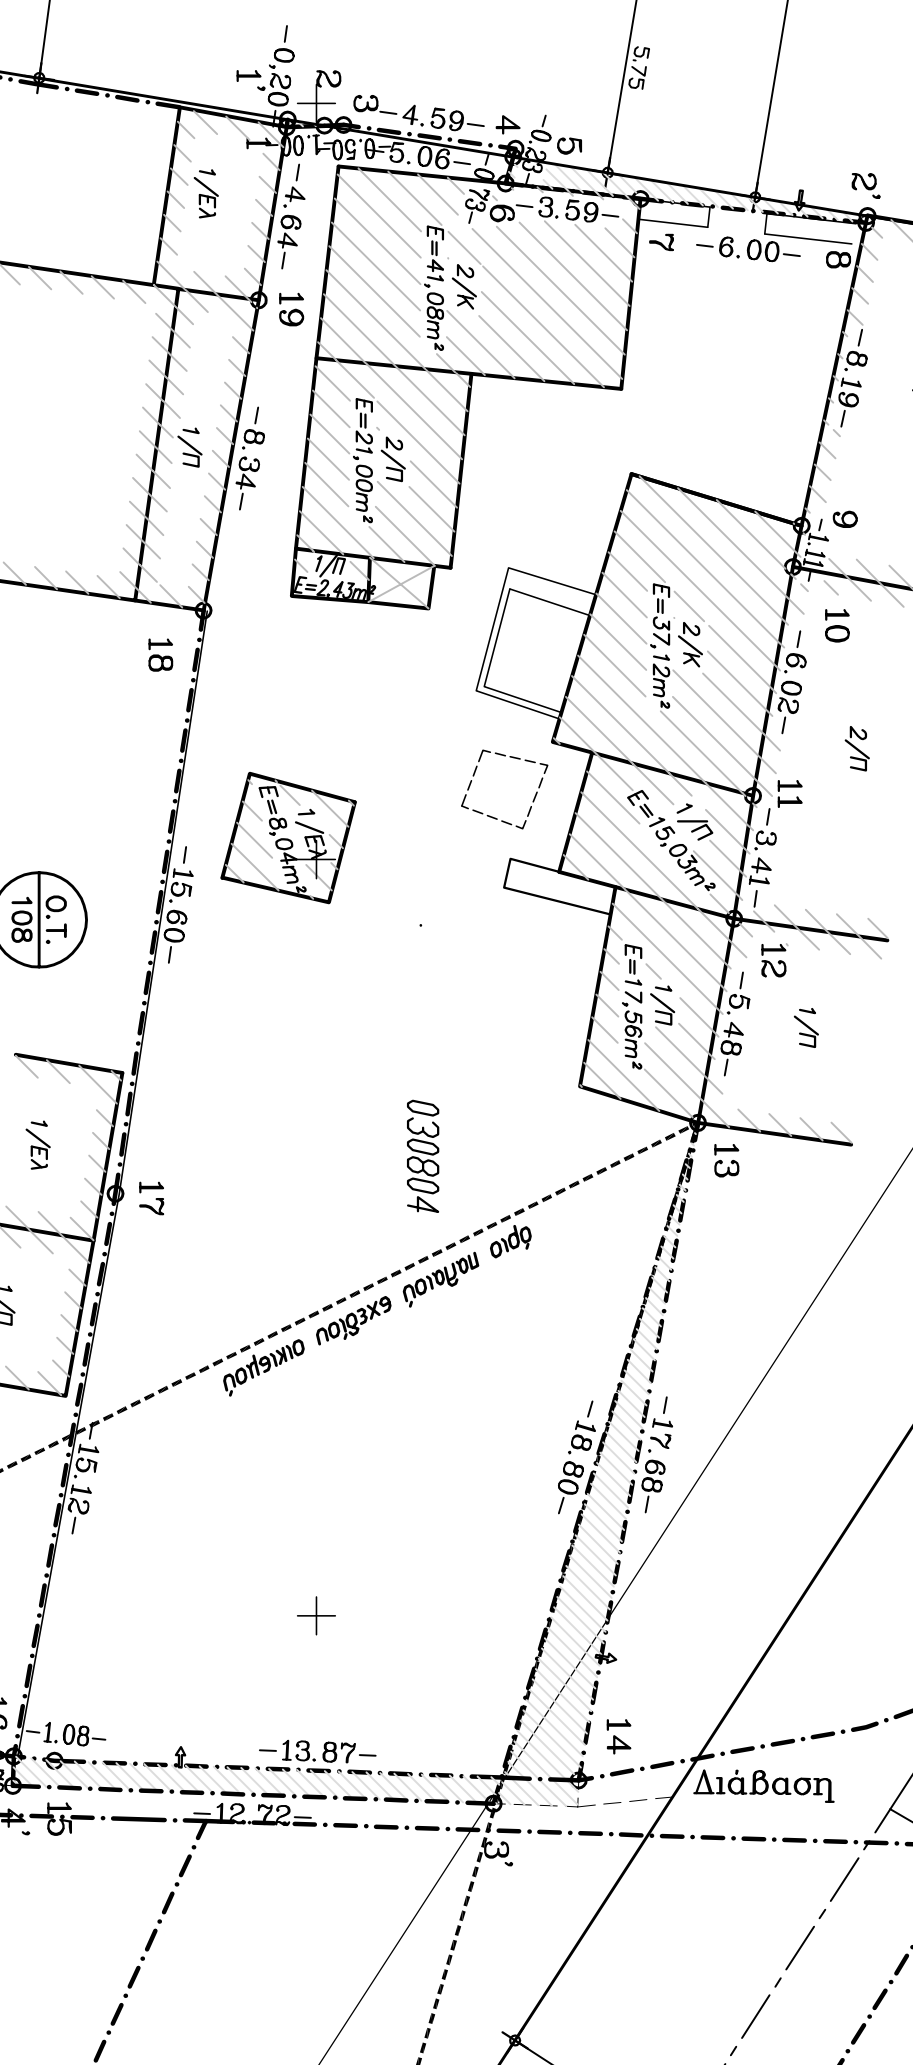 5.75
-0,20-
1'
1
2
3
-4.59-
4
-0.23-
5
-1.00-
-0.50-
-5.06-
-0.73-
6
-3.59-
7
-6.00-
8
2'
1/Ελ
-4.64-
19
2/Κ
Ε=41,08m²
-8.19-
1/Π
-8.34-
2/Π
Ε=21,00m²
1/Π
Ε=2,43m²
9
-1.11-
10
18
2/Κ
Ε=37,12m²
-6.02-
2/Π
11
1/Ελ
Ε=8,04m²
1/Π
Ε=15,03m²
-3.41-
12
Ο.Τ.
108
-15.60-
1/Π
Ε=17,56m²
-5.48-
1/Π
13
1/Ελ
17
030804
όριο παλαιού σχεδίου οικισμού
1/Π
-15.12-
-18.80-
-17.68-
14
-1.08-
-13.87-
Διάβαση
-12.72-
15
4'
3'